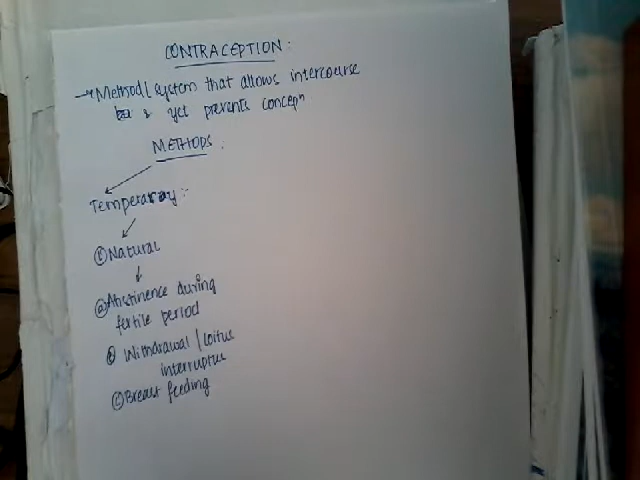 CONTRACEPTION:
→ Method/system that allows intercourse
& yet prevents concepⁿ
METHODS:
Temporary:-
① Natural
ⓐ Abstinence during
fertile period
ⓑ Withdrawal / Coitus
interruptus
ⓒ Breast feeding